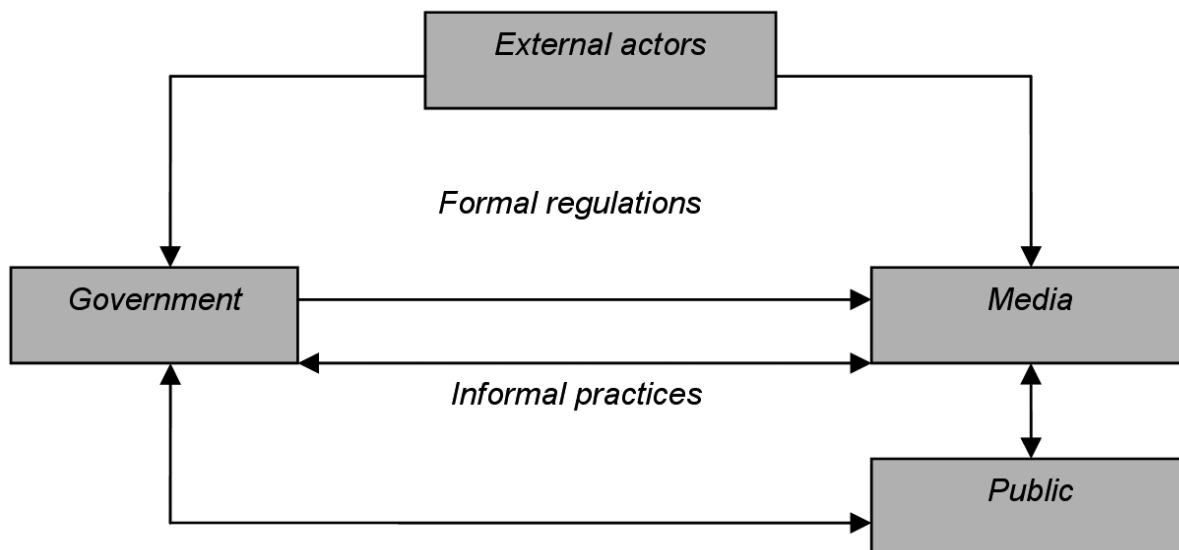 External actors
Formal regulations
Government
Media
Informal practices
Public